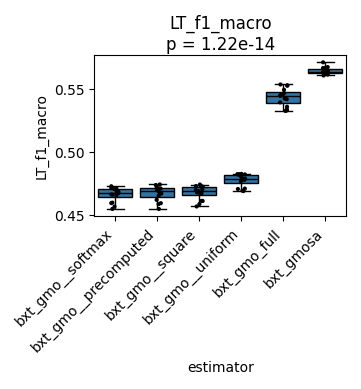 LT_f1_macro
p = 1.22e-14
LT_f1_macro
0.55
0.50
0.45
bxt_gmo__softmax
bxt_gmo__precomputed
bxt_gmo__square
bxt_gmo__uniform
bxt_gmo_full
bxt_gmosa
estimator